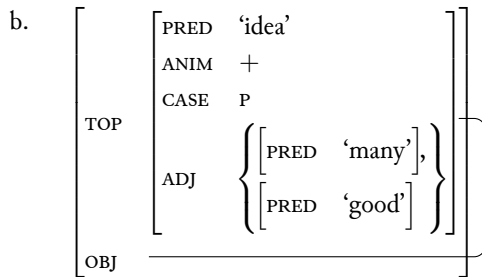 b.
PRED ‘idea’
ANIM +
CASE P
TOP
ADJ { [PRED ‘many’],
[PRED ‘good’] }
OBJ